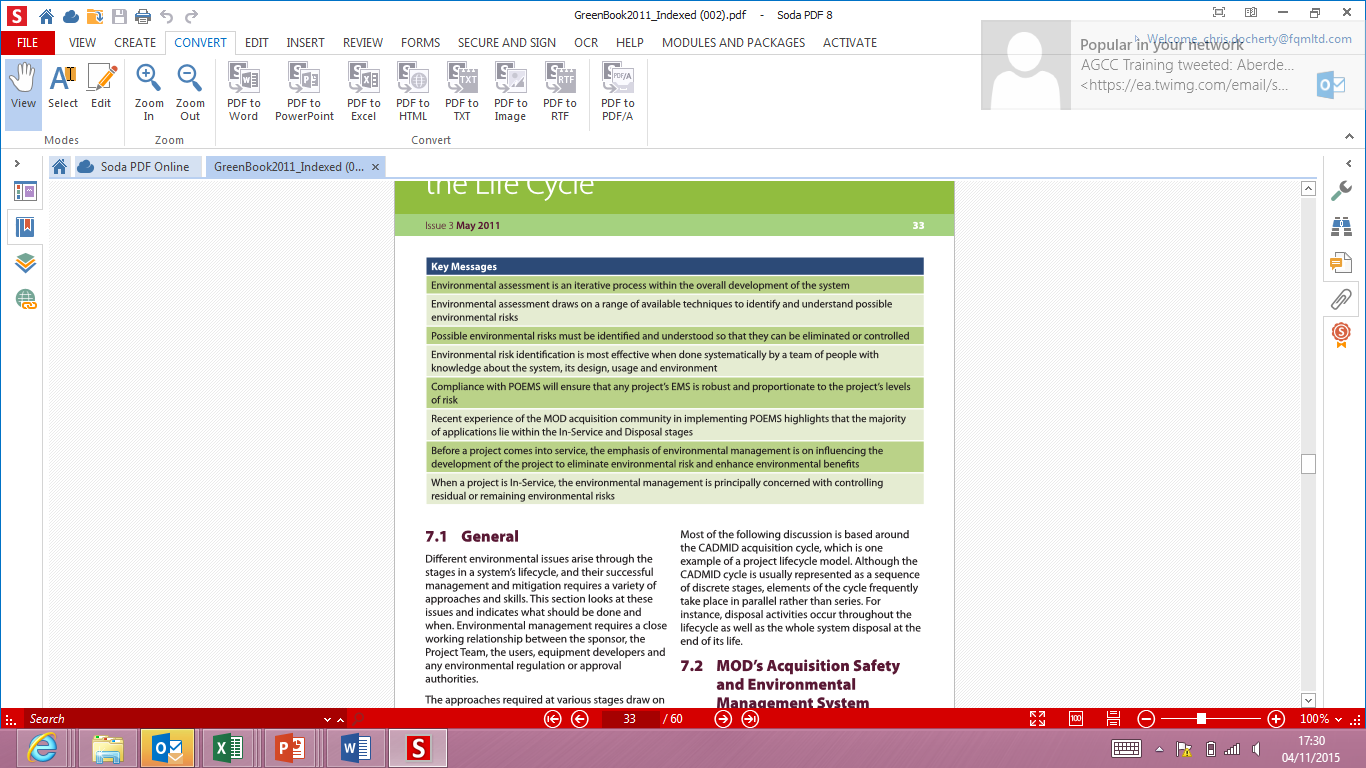 GreenBook2011_Indexed (002).pdf - Soda PDF 8
FILE VIEW CREATE CONVERT EDIT INSERT REVIEW FORMS SECURE AND SIGN OCR HELP MODULES AND PACKAGES ACTIVATE
Welcome, chris.docherty@fqmltd.com
Popular in your network
AGCC Training tweeted: Aberde...
<https://ea.twimg.com/email/s...
View Select Edit Zoom In Zoom Out PDF to Word PDF to PowerPoint PDF to Excel PDF to HTML PDF to TXT PDF to Image PDF to RTF PDF to PDF/A
Modes Zoom Convert
Soda PDF Online GreenBook2011_Indexed (0... ×
the Life Cycle
Issue 3 May 2011 33
Key Messages
Environmental assessment is an iterative process within the overall development of the system
Environmental assessment draws on a range of available techniques to identify and understand possible
environmental risks
Possible environmental risks must be identified and understood so that they can be eliminated or controlled
Environmental risk identification is most effective when done systematically by a team of people with
knowledge about the system, its design, usage and environment
Compliance with POEMS will ensure that any project's EMS is robust and proportionate to the project's levels
of risk
Recent experience of the MOD acquisition community in implementing POEMS highlights that the majority
of applications lie within the In-Service and Disposal stages
Before a project comes into service, the emphasis of environmental management is on influencing the
development of the project to eliminate environmental risk and enhance environmental benefits
When a project is In-Service, the environmental management is principally concerned with controlling
residual or remaining environmental risks
7.1 General
Different environmental issues arise through the
stages in a system's lifecycle, and their successful
management and mitigation requires a variety of
approaches and skills. This section looks at these
issues and indicates what should be done and
when. Environmental management requires a close
working relationship between the sponsor, the
Project Team, the users, equipment developers and
any environmental regulation or approval
authorities.
The approaches required at various stages draw on
Most of the following discussion is based around
the CADMID acquisition cycle, which is one
example of a project lifecycle model. Although the
CADMID cycle is usually represented as a sequence
of discrete stages, elements of the cycle frequently
take place in parallel rather than series. For
instance, disposal activities occur throughout the
lifecycle as well as the whole system disposal at the
end of its life.
7.2 MOD's Acquisition Safety
and Environmental
Management System
Search 33 / 60 100%
17:30
04/11/2015